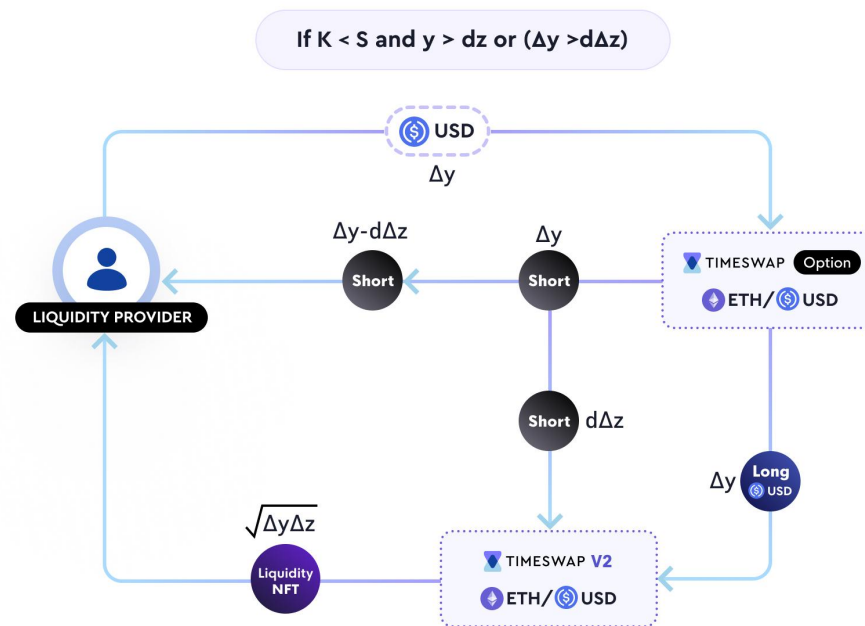 If K < S and y > dz or (Δy >dΔz)
USD
Δy
Δy-dΔz
Δy
Short
Short
TIMESWAP Option
ETH/ USD
LIQUIDITY PROVIDER
Short
dΔz
Δy
Long
USD
√ΔyΔz
Liquidity
NFT
TIMESWAP V2
ETH/ USD